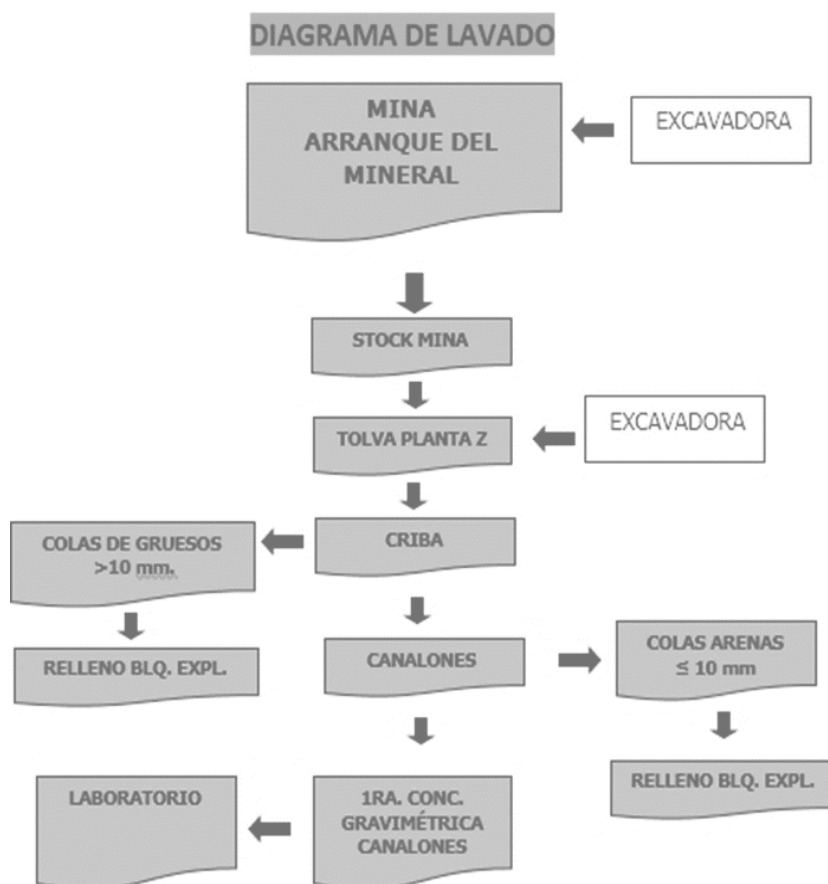 DIAGRAMA DE LAVADO
MINA
ARRANQUE DEL
MINERAL
EXCAVADORA
STOCK MINA
TOLVA PLANTA Z
EXCAVADORA
CRIBA
COLAS DE GRUESOS
>10 mm.
RELLENO BLQ. EXPL.
CANALONES
COLAS ARENAS
≤ 10 mm
RELLENO BLQ. EXPL.
1RA. CONC.
GRAVIMÉTRICA
CANALONES
LABORATORIO